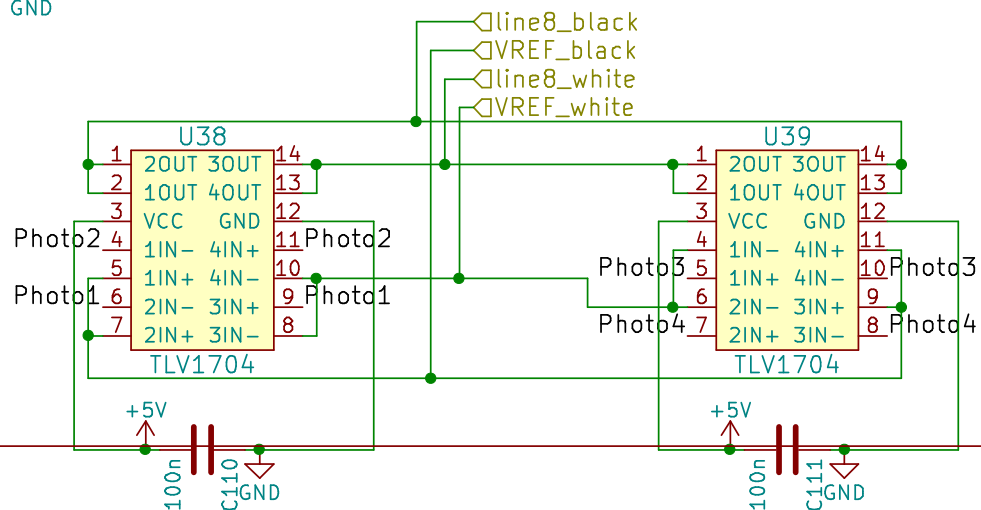 GND
line8_black
VREF_black
line8_white
VREF_white
U38
1 2OUT 3OUT 14
2 1OUT 4OUT 13
3 VCC GND 12
Photo2 4 1IN- 4IN+ 11 Photo2
5 1IN+ 4IN- 10
Photo1 6 2IN- 3IN+ 9 Photo1
7 2IN+ 3IN- 8
TLV1704
+5V
100n
C110
GND
U39
1 2OUT 3OUT 14
2 1OUT 4OUT 13
3 VCC GND 12
4 1IN- 4IN+ 11
Photo3 5 1IN+ 4IN- 10 Photo3
6 2IN- 3IN+ 9
Photo4 7 2IN+ 3IN- 8 Photo4
TLV1704
+5V
100n
C111
GND